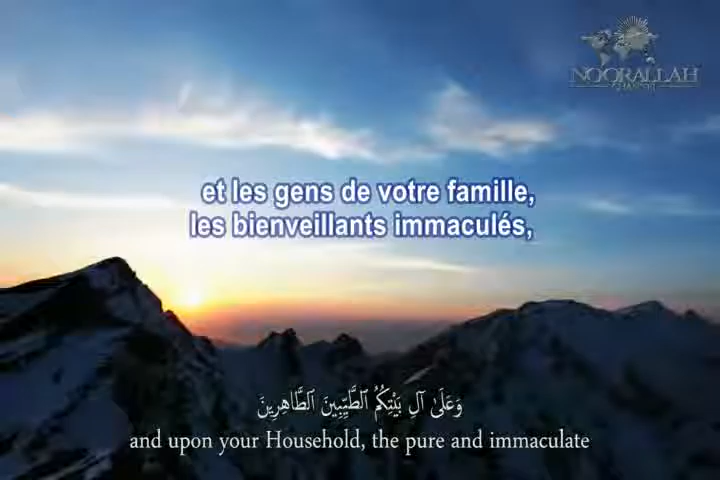 NOORALLAH
et les gens de votre famille,
les bienveillants immaculés,
وَعَلَىٰ آلِ بَيْتِكُمُ ٱلطَّيِّبِينَ ٱلطَّاهِرِينَ
and upon your Household, the pure and immaculate